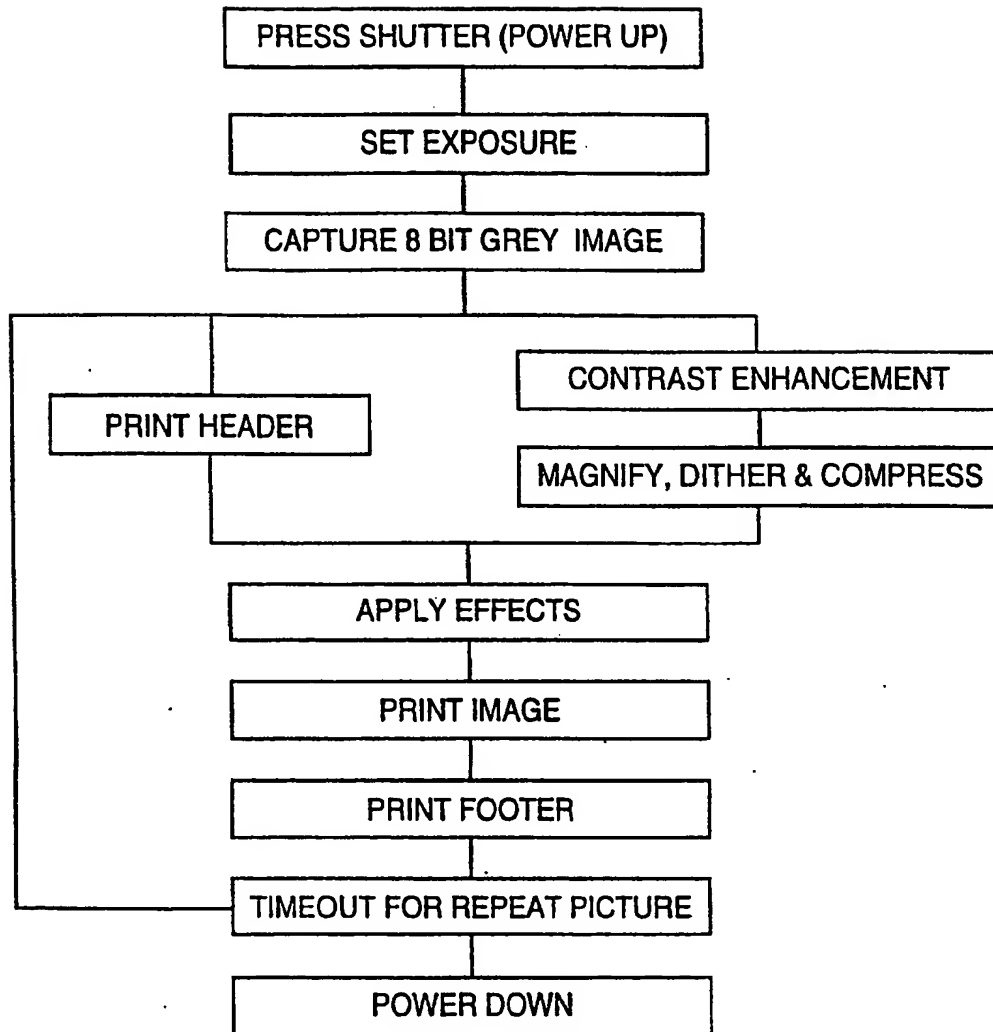 PRESS SHUTTER (POWER UP)
SET EXPOSURE
CAPTURE 8 BIT GREY IMAGE
PRINT HEADER
CONTRAST ENHANCEMENT
MAGNIFY, DITHER & COMPRESS
APPLY EFFECTS
PRINT IMAGE
PRINT FOOTER
TIMEOUT FOR REPEAT PICTURE
POWER DOWN